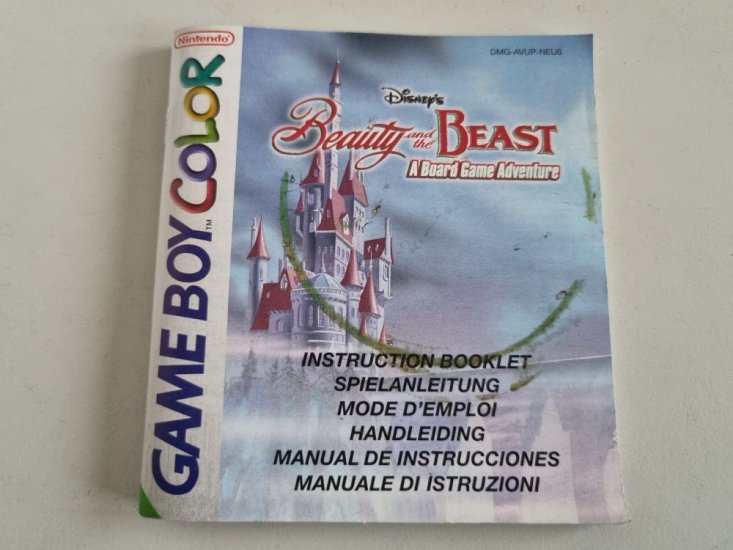 Nintendo
GAME BOY COLOR
TM
DMG-AVUP-NEU6
Disney's
Beauty and the BEAST
A Board Game Adventure
INSTRUCTION BOOKLET
SPIELANLEITUNG
MODE D'EMPLOI
HANDLEIDING
MANUAL DE INSTRUCCIONES
MANUALE DI ISTRUZIONI